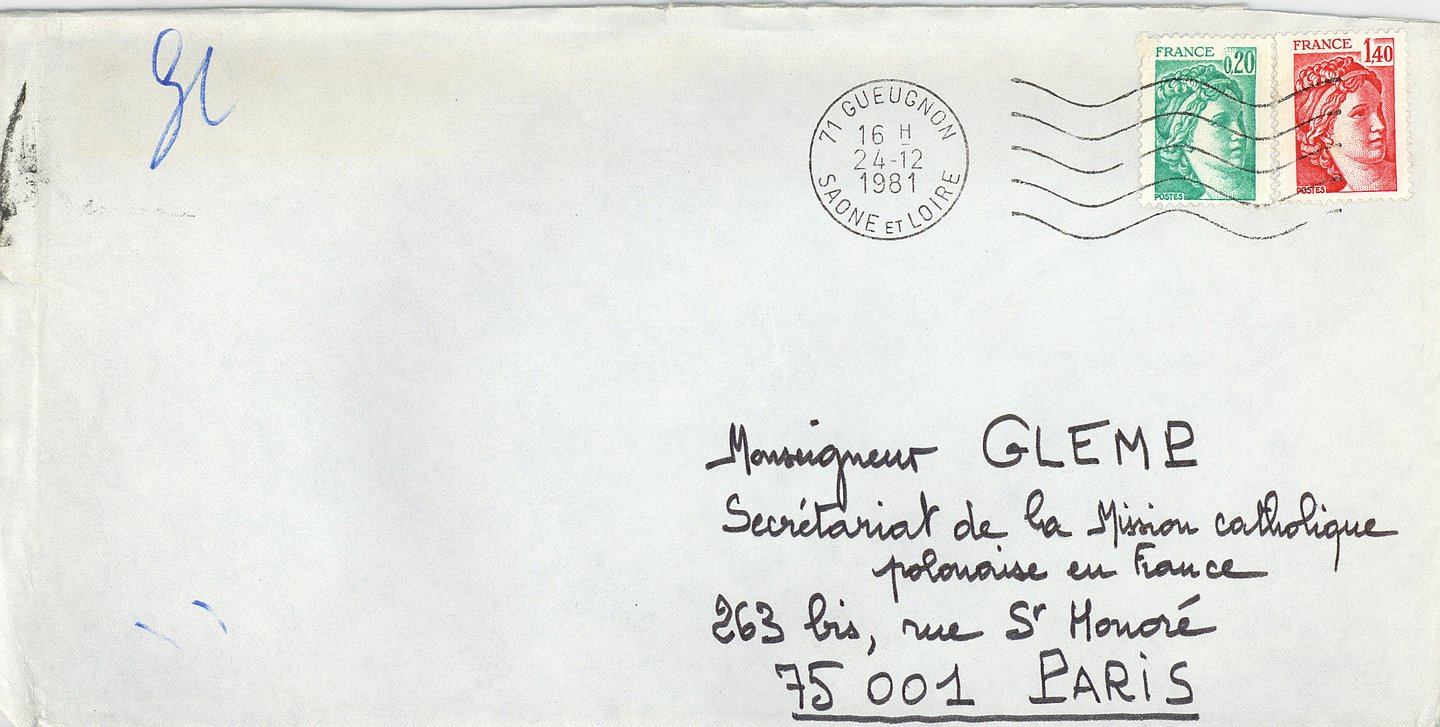 FRANCE 0,20
POSTES
FRANCE 1,40
POSTES
71 GUEUGNON
16 H
24-12
1981
SAONE ET LOIRE
Monseigneur GLEMP
Secrétariat de la Mission catholique
polonaise en France
263 bis, rue St Honoré
75 001 PARIS